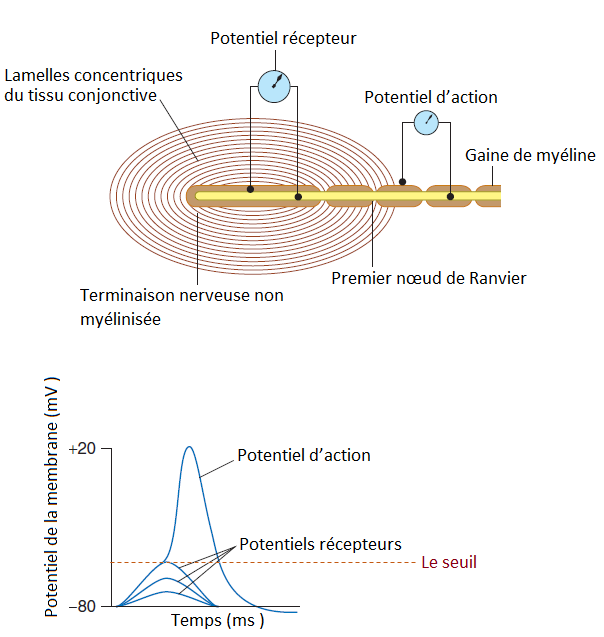 Potentiel récepteur
Lamelles concentriques
du tissu conjonctive
Potentiel d’action
Gaine de myéline
Premier nœud de Ranvier
Terminaison nerveuse non
myélinisée
Potentiel de la membrane (mV )
+20
Potentiel d’action
Potentiels récepteurs
Le seuil
−80
Temps (ms )